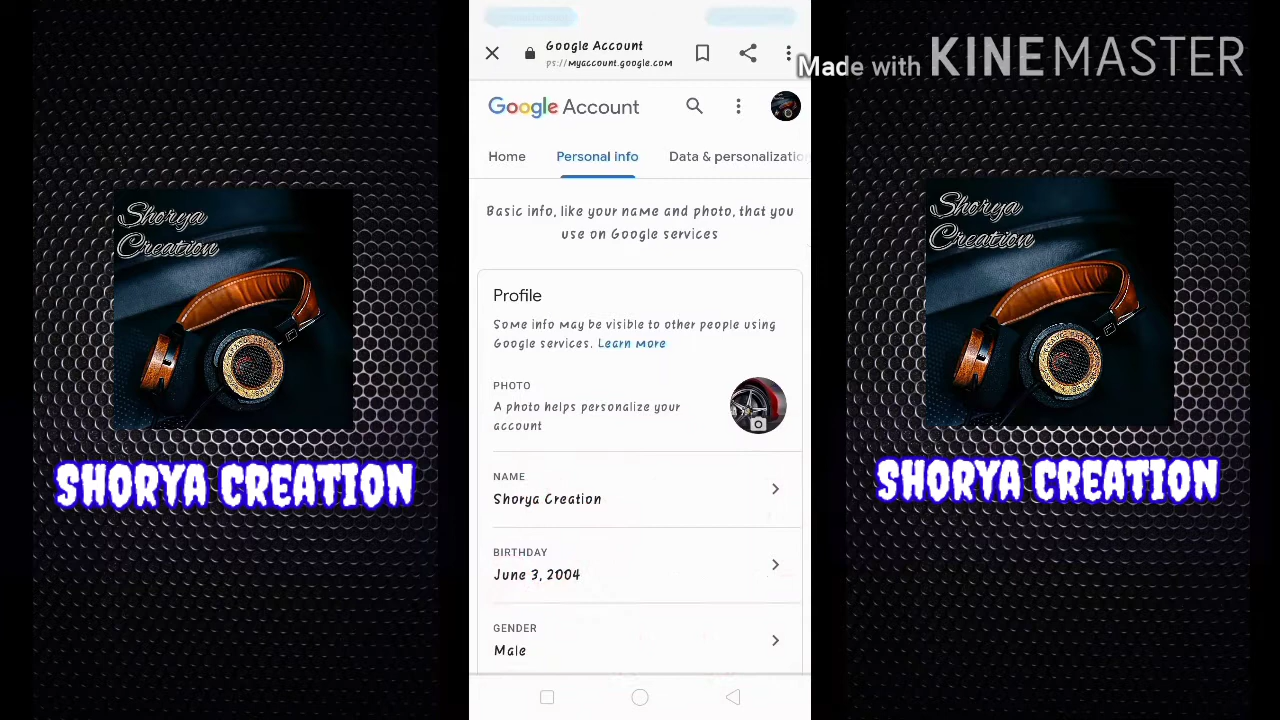 Shorya
Creation
SHORYA CREATION
Google Account
ps://myaccount.google.com
Google Account
Home
Personal info
Data & personalizatio
Basic info, like your name and photo, that you
use on Google services
Profile
Some info may be visible to other people using
Google services. Learn more
PHOTO
A photo helps personalize your
account
NAME
Shorya Creation
BIRTHDAY
June 3, 2004
GENDER
Male
Made with KINEMASTER
Shorya
Creation
SHORYA CREATION